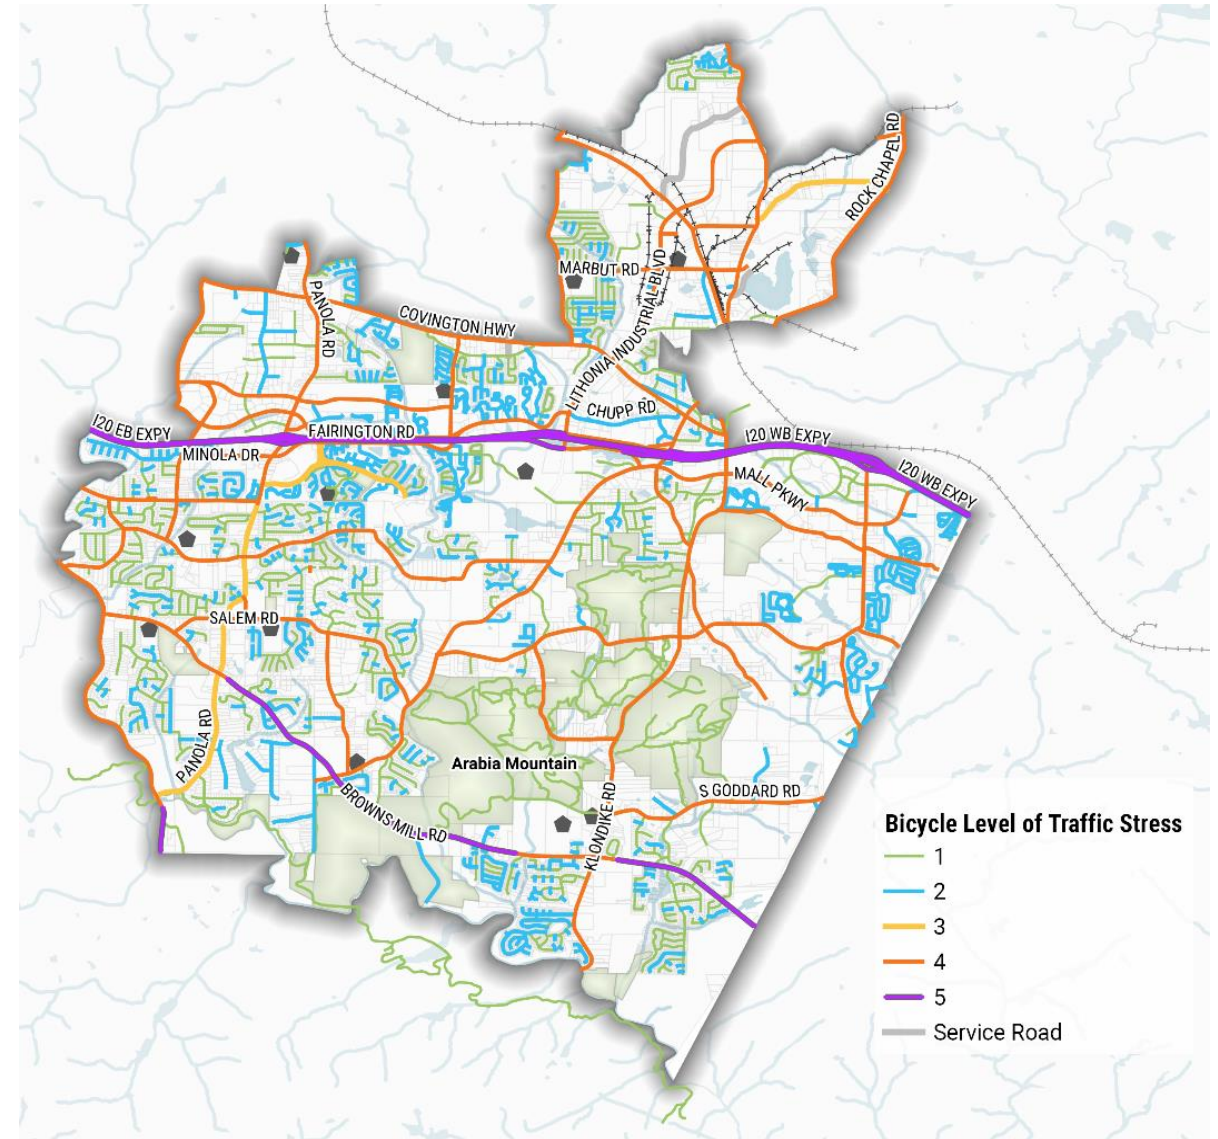 ROCK CHAPEL RD
MARBUT RD
LITHONIA INDUSTRIAL BLVD
PANOLA RD
COVINGTON HWY
CHUPP RD
I20 EB EXPY
FAIRINGTON RD
I20 WB EXPY
MINOLA DR
I20 WB EXPY
MALL PKWY
SALEM RD
PANOLA RD
Arabia Mountain
S GODDARD RD
BROWNS MILL RD
KLONDIKE RD
Bicycle Level of Traffic Stress
1
2
3
4
5
Service Road